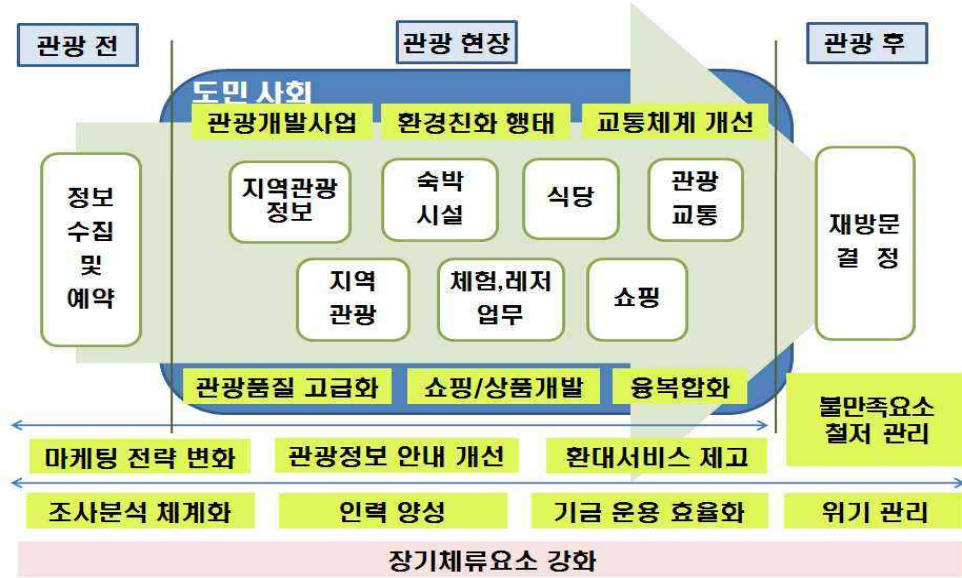 관광 전
관광 현장
관광 후
도민 사회
관광개발사업
환경친화 행태
교통체계 개선
정보
수집
및
예약
지역관광
정보
숙박
시설
식당
관광
교통
재방문
결 정
지역
관광
체험,레저
업무
쇼핑
관광품질 고급화
쇼핑/상품개발
융복합화
불만족요소
철저 관리
마케팅 전략 변화
관광정보 안내 개선
환대서비스 제고
조사분석 체계화
인력 양성
기금 운용 효율화
위기 관리
장기체류요소 강화